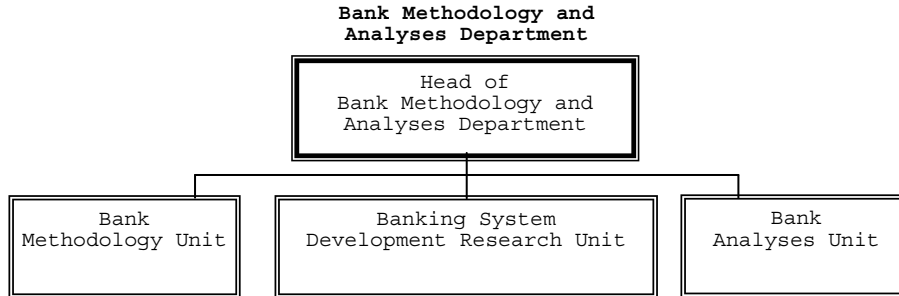 Bank Methodology and
Analyses Department
Head of
Bank Methodology and
Analyses Department
Bank
Methodology Unit
Banking System
Development Research Unit
Bank
Analyses Unit